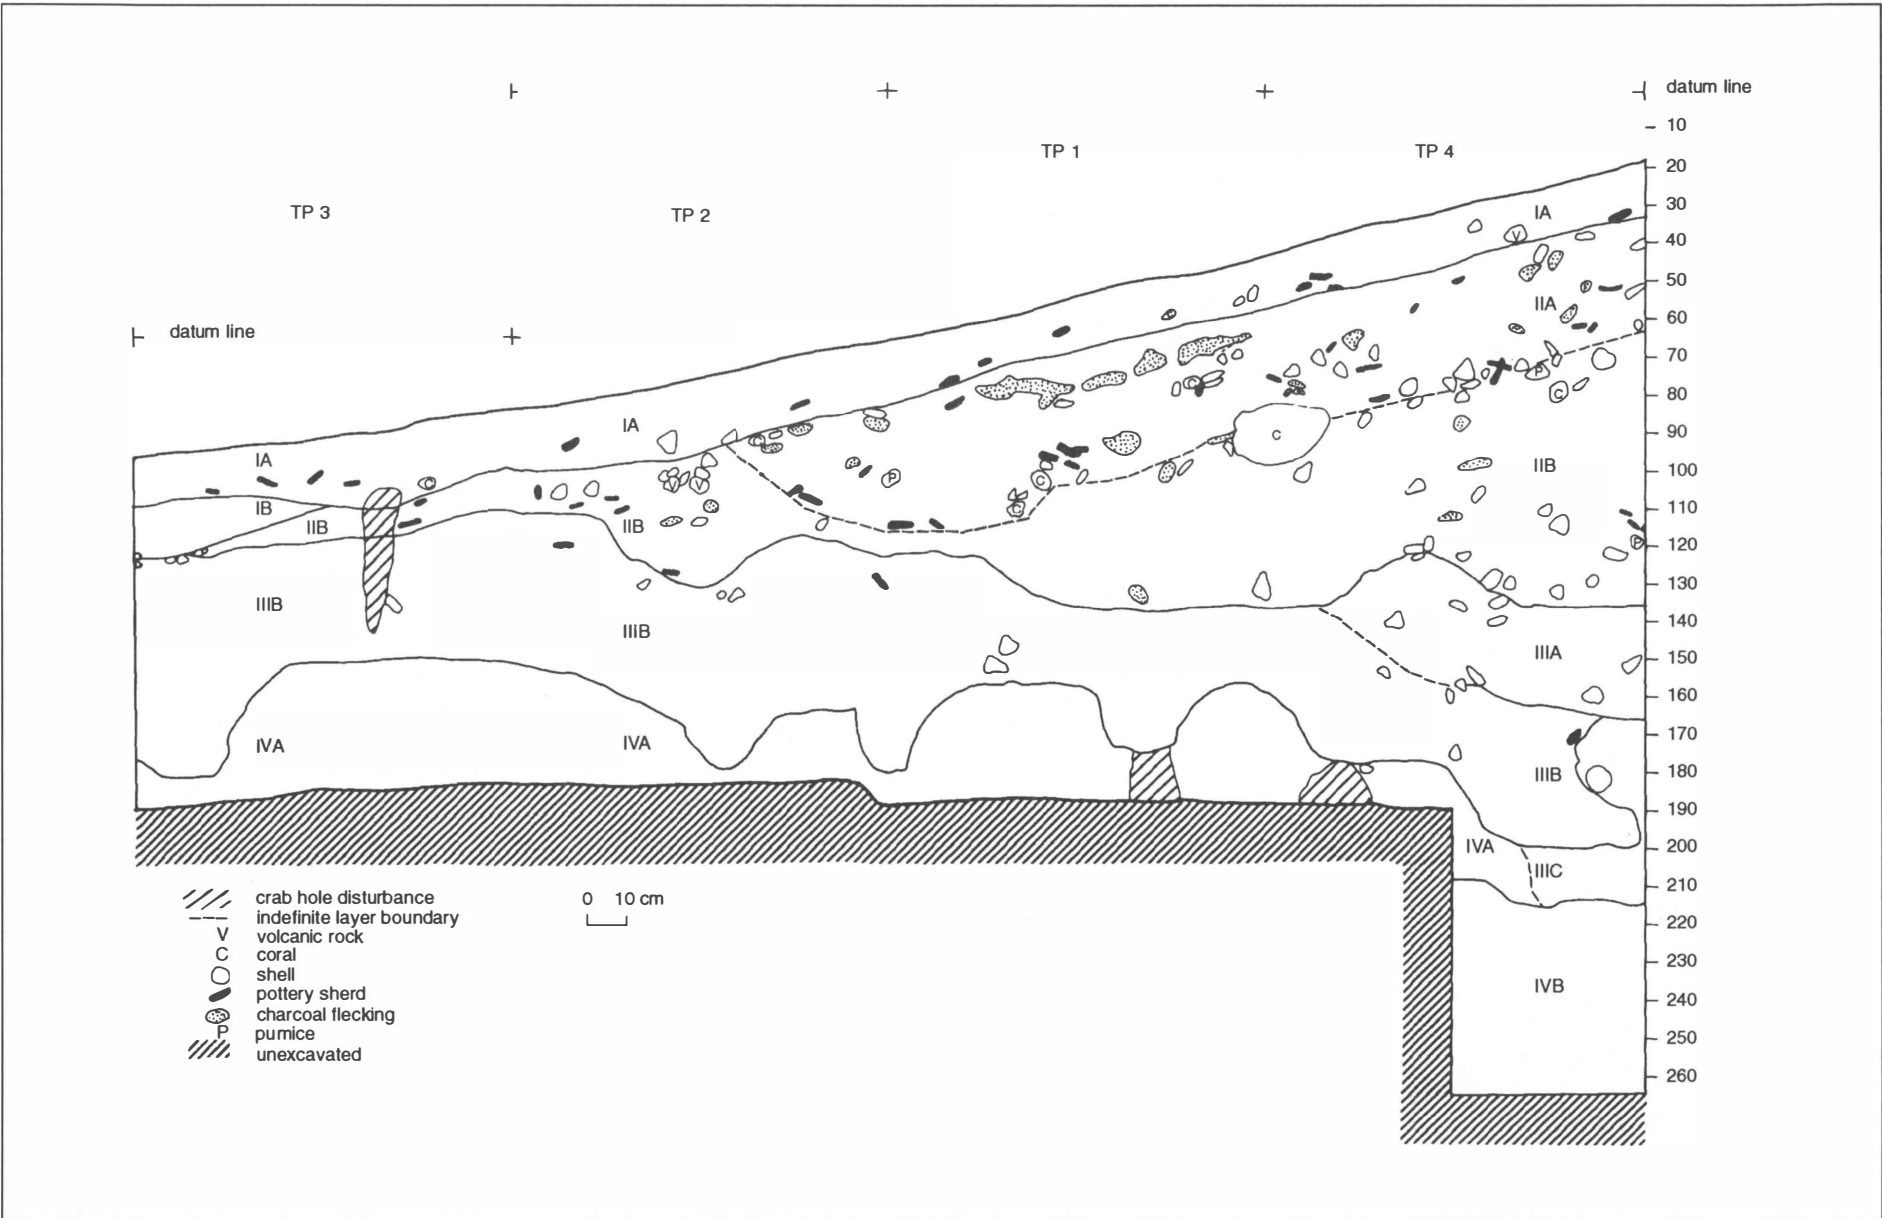 datum line
10
TP 1
TP 4
20
TP 3
TP 2
IA
30
V
40
50
IIA
60
datum line
70
P
C
C
80
IA
C
90
C
IA
IIB
C
P
C
V
V
100
IB
C
110
IIB
IIB
P
120
130
IIIB
IIIB
140
IIIA
150
160
170
IVA
IVA
IIIB
180
190
IVA
200
IIIC
210
220
230
IVB
240
250
260
crab hole disturbance
0 10 cm
indefinite layer boundary
V volcanic rock
C coral
shell
pottery sherd
charcoal flecking
P pumice
unexcavated